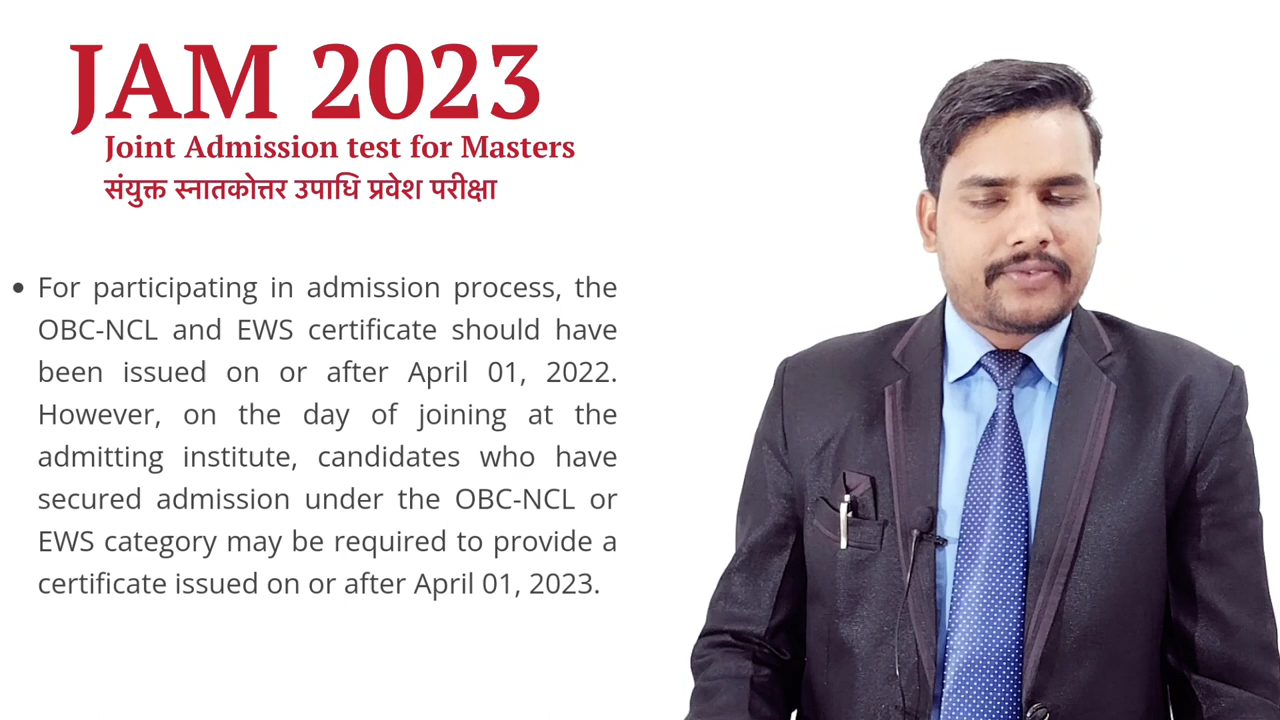 JAM 2023
Joint Admission test for Masters
संयुक्त स्नातकोत्तर उपाधि प्रवेश परीक्षा
• For participating in admission process, the
OBC-NCL and EWS certificate should have
been issued on or after April 01, 2022.
However, on the day of joining at the
admitting institute, candidates who have
secured admission under the OBC-NCL or
EWS category may be required to provide a
certificate issued on or after April 01, 2023.